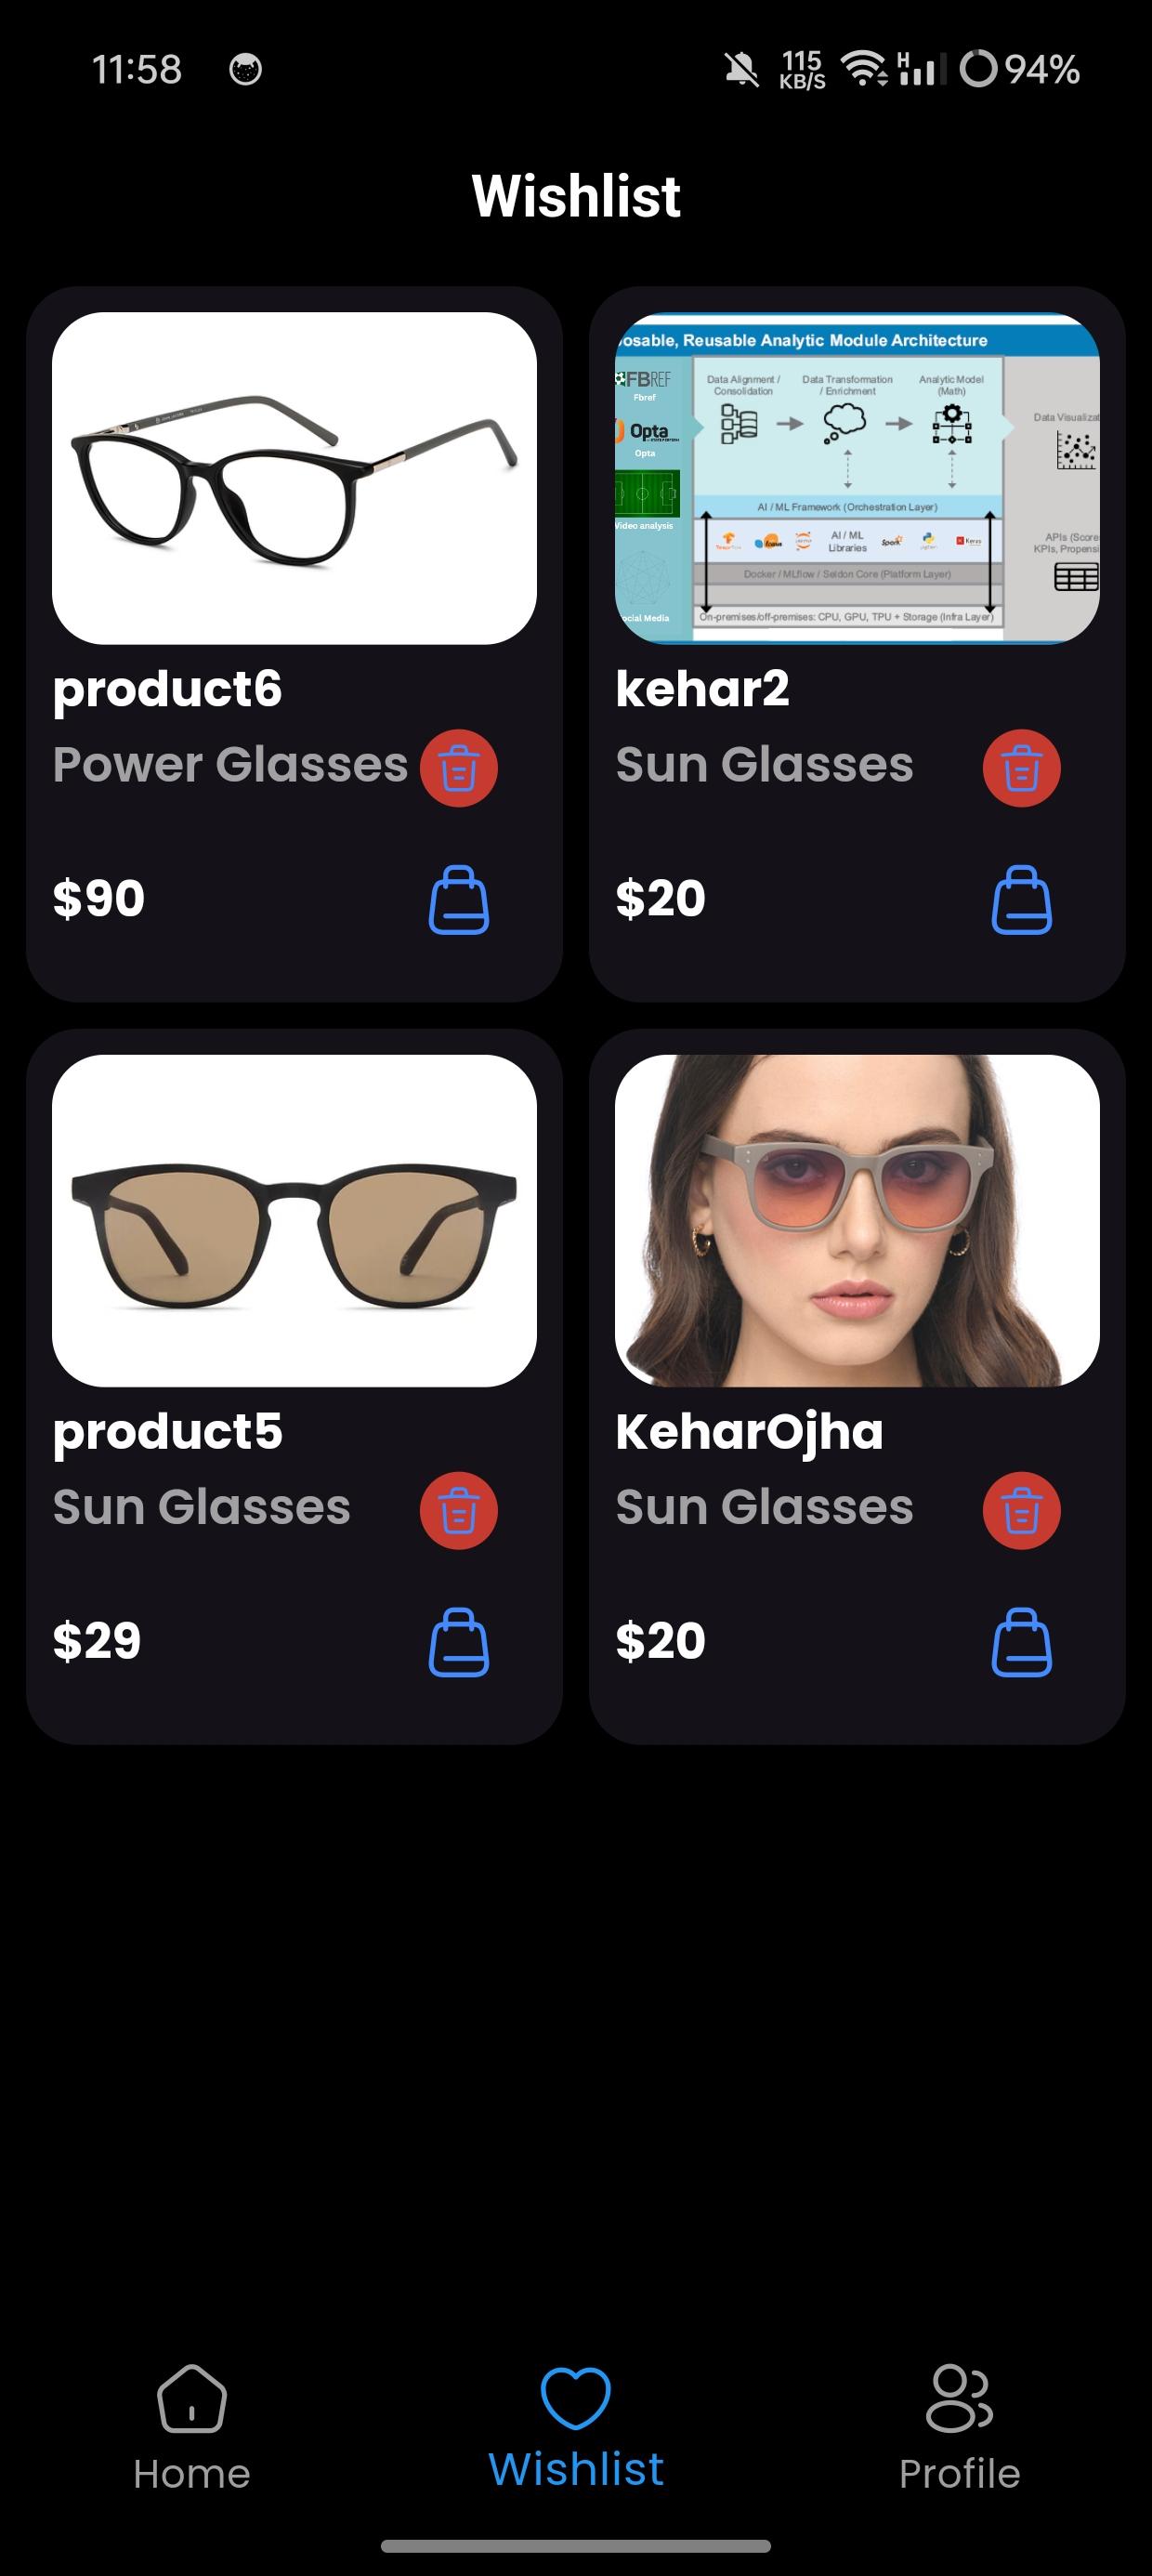 11:58
115
KB/S
H
94%
Wishlist
product6
Power Glasses
$90
osable, Reusable Analytic Module Architecture
FBREF
Fbref
Opta
Opta
Video analysis
ocial Media
Data Alignment /
Consolidation
Data Transformation
/ Enrichment
Analytic Model
(Math)
Data Visualizat
AI / ML Framework (Orchestration Layer)
AI / ML
Libraries
Spark
Keras
APIs (Score
KPIs, Propensi
Docker / MLflow / Seldon Core (Platform Layer)
On-premises/off-premises: CPU, GPU, TPU + Storage (Infra Layer)
kehar2
Sun Glasses
$20
product5
Sun Glasses
$29
KeharOjha
Sun Glasses
$20
Home
Wishlist
Profile